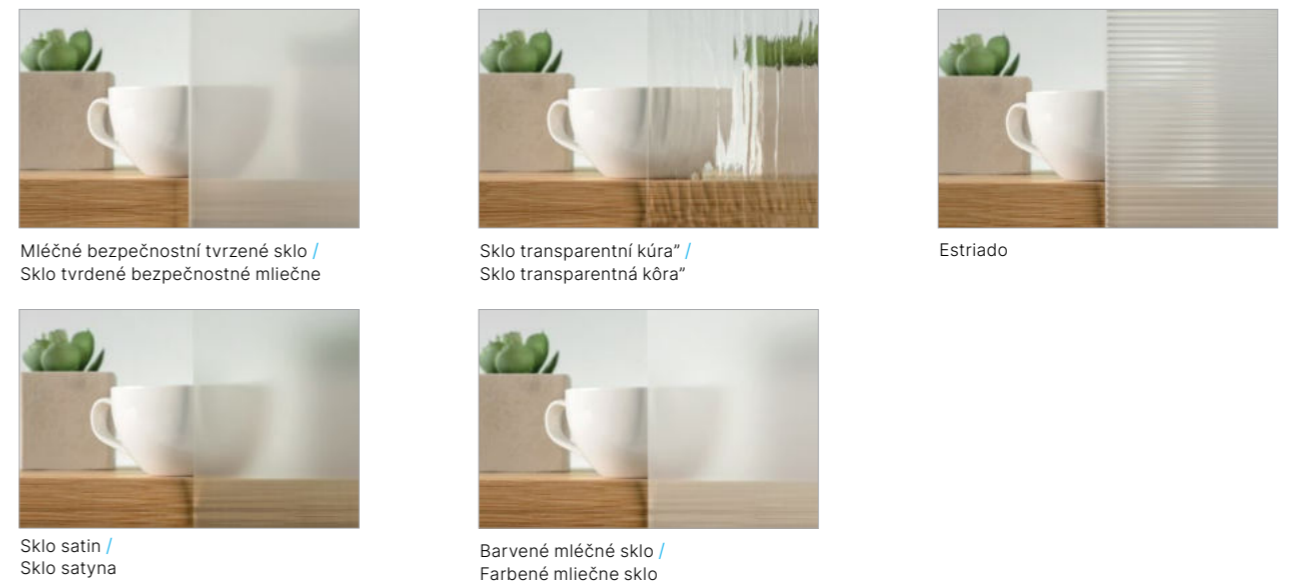 Mléčné bezpečnostní tvrzené sklo /
Sklo tvrdené bezpečnostné mliečne
Sklo transparentní kúra” /
Sklo transparentná kôra”
Estriado
Sklo satin /
Sklo satyna
Barvené mléčné sklo /
Farbené mliečne sklo